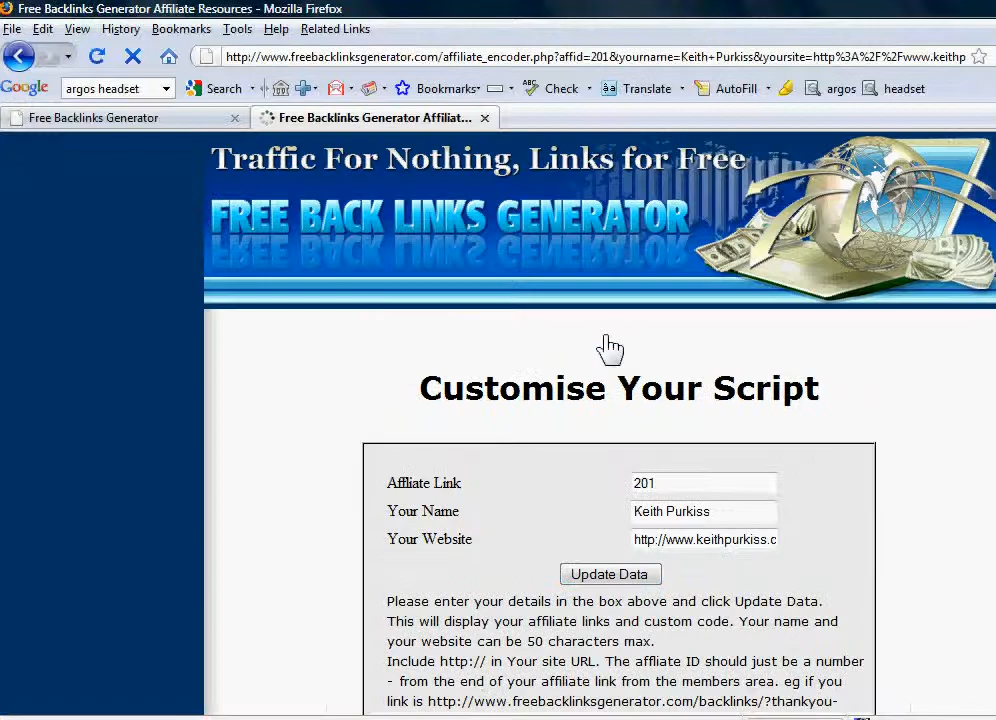 Free Backlinks Generator Affiliate Resources - Mozilla Firefox
File Edit View History Bookmarks Tools Help Related Links
http://www.freebacklinksgenerator.com/affiliate_encoder.php?affid=201&yourname=Keith+Purkiss&yoursite=http%3A%2F%2Fwww.keithp
Google argos headset Search Bookmarks Check Translate AutoFill argos headset
Free Backlinks Generator Free Backlinks Generator Affiliat...
Traffic For Nothing, Links for Free
FREE BACK LINKS GENERATOR
Customise Your Script
Affliate Link 201
Your Name Keith Purkiss
Your Website http://www.keithpurkiss.c
Update Data
Please enter your details in the box above and click Update Data.
This will display your affiliate links and custom code. Your name and
your website can be 50 characters max.
Include http:// in Your site URL. The affliate ID should just be a number
- from the end of your affiliate link from the members area. eg if you
link is http://www.freebacklinksgenerator.com/backlinks/?thankyou-